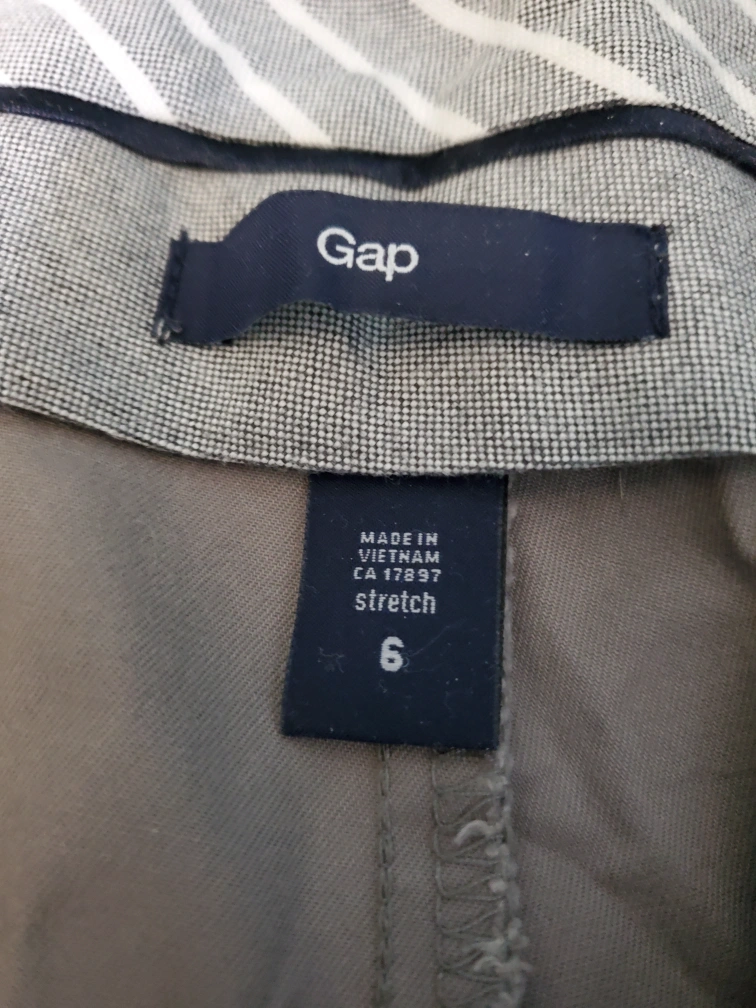 Gap
MADE IN
VIETNAM
CA 17897
stretch
6